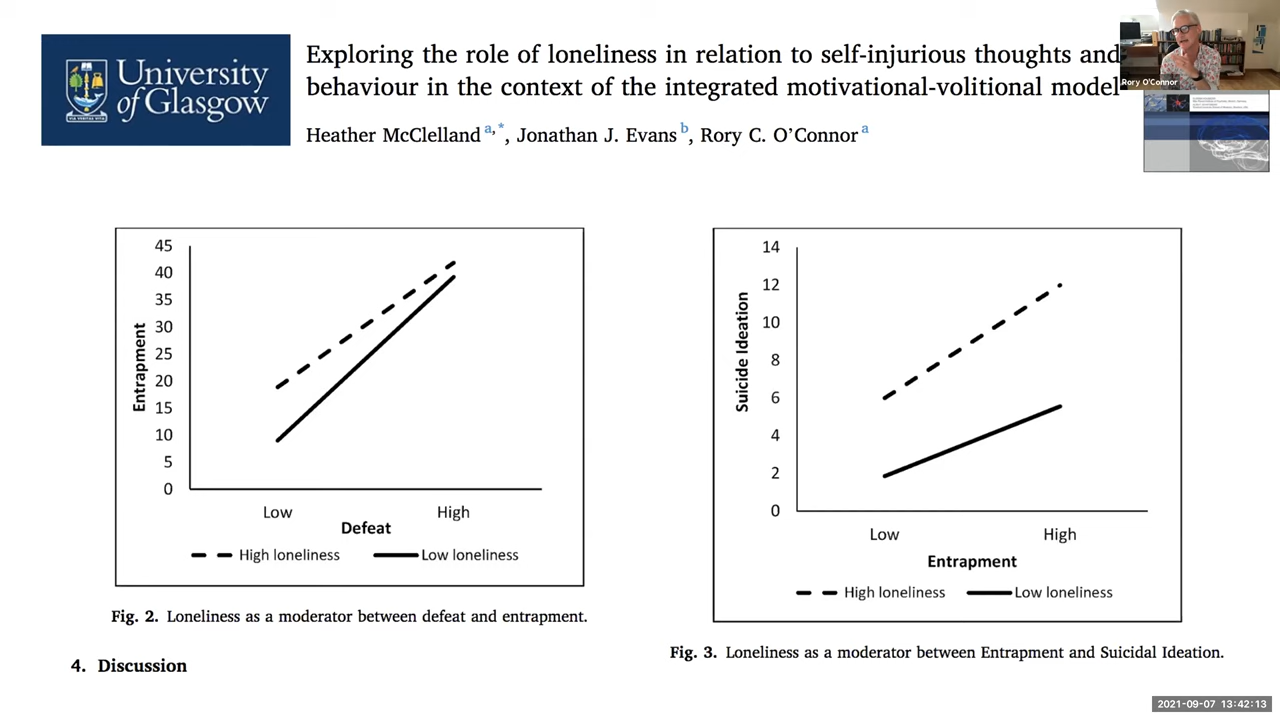 University
of Glasgow
VIA VERITAS VITA
Exploring the role of loneliness in relation to self-injurious thoughts and
behaviour in the context of the integrated motivational-volitional model
Heather McClelland a,*, Jonathan J. Evans b, Rory C. O'Connor a
Rory O'Connor
45
40
35
30
25
20
15
10
5
0
Entrapment
Low High
Defeat
High loneliness Low loneliness
Fig. 2. Loneliness as a moderator between defeat and entrapment.
4. Discussion
14
12
10
8
6
4
2
0
Suicide Ideation
Low High
Entrapment
High loneliness Low loneliness
Fig. 3. Loneliness as a moderator between Entrapment and Suicidal Ideation.
2021-09-07 13:42:13